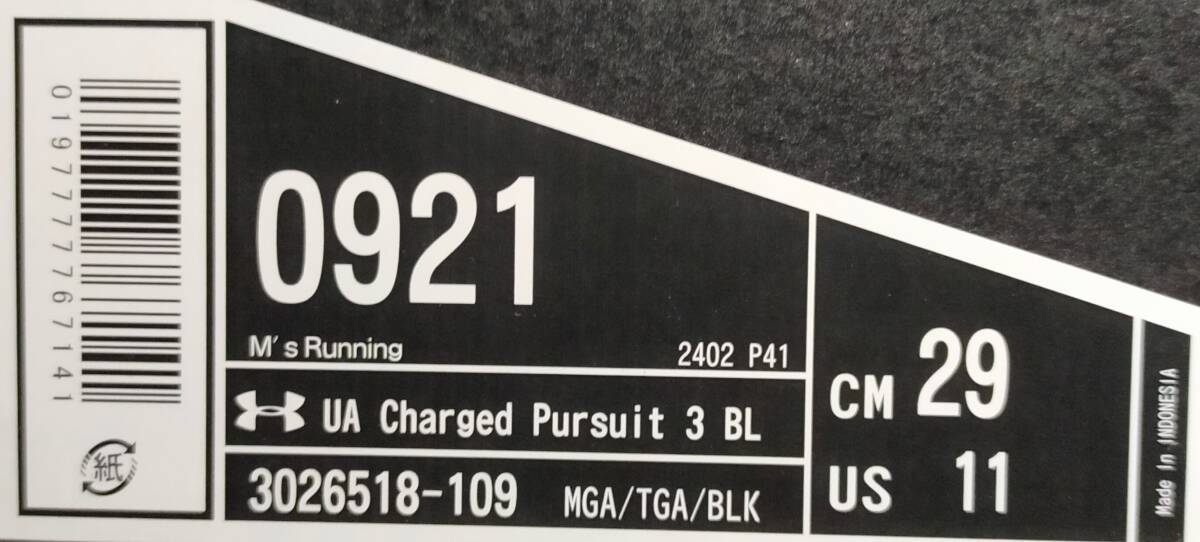 0197777767141
紙
0921
M's Running
2402 P41
UA Charged Pursuit 3 BL
3026518-109 MGA/TGA/BLK
CM 29
US 11
Made In INDONESIA